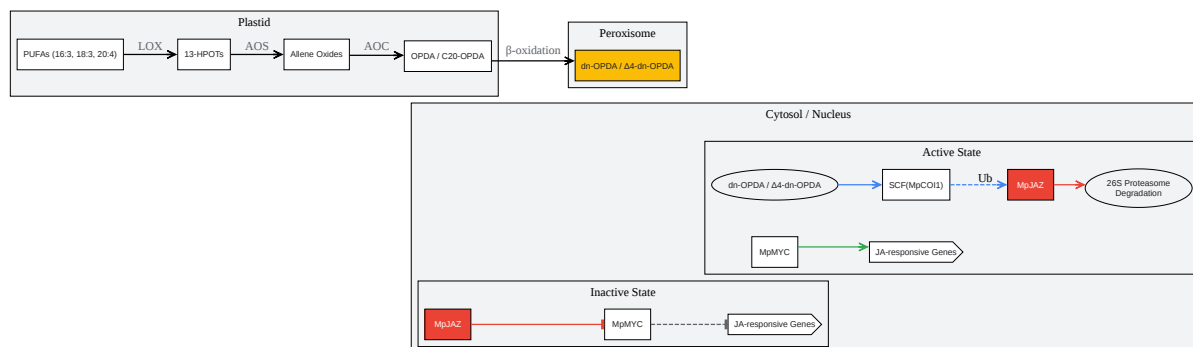 Plastid
PUFAs (16:3, 18:3, 20:4)
LOX
13-HPOTs
AOS
Allene Oxides
AOC
OPDA / C20-OPDA
β-oxidation
Peroxisome
dn-OPDA / Δ4-dn-OPDA
Cytosol / Nucleus
Active State
dn-OPDA / Δ4-dn-OPDA
SCF(MpCOI1)
Ub
MpJAZ
26S Proteasome
Degradation
MpMYC
JA-responsive Genes
Inactive State
MpJAZ
MpMYC
JA-responsive Genes